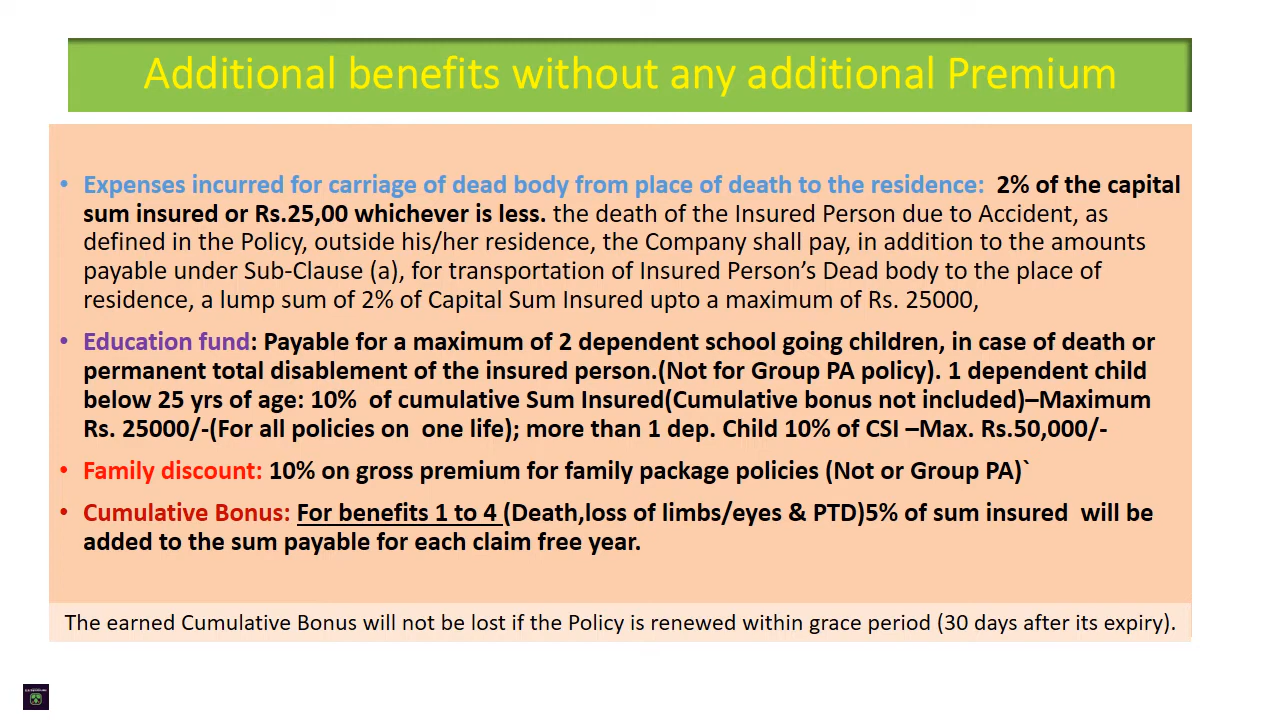 Additional benefits without any additional Premium
• Expenses incurred for carriage of dead body from place of death to the residence: 2% of the capital
sum insured or Rs.25,00 whichever is less. the death of the Insured Person due to Accident, as
defined in the Policy, outside his/her residence, the Company shall pay, in addition to the amounts
payable under Sub-Clause (a), for transportation of Insured Person’s Dead body to the place of
residence, a lump sum of 2% of Capital Sum Insured upto a maximum of Rs. 25000,
• Education fund: Payable for a maximum of 2 dependent school going children, in case of death or
permanent total disablement of the insured person.(Not for Group PA policy). 1 dependent child
below 25 yrs of age: 10% of cumulative Sum Insured(Cumulative bonus not included)–Maximum
Rs. 25000/-(For all policies on one life); more than 1 dep. Child 10% of CSI –Max. Rs.50,000/-
• Family discount: 10% on gross premium for family package policies (Not or Group PA)`
• Cumulative Bonus: For benefits 1 to 4 (Death,loss of limbs/eyes & PTD)5% of sum insured will be
added to the sum payable for each claim free year.
The earned Cumulative Bonus will not be lost if the Policy is renewed within grace period (30 days after its expiry).